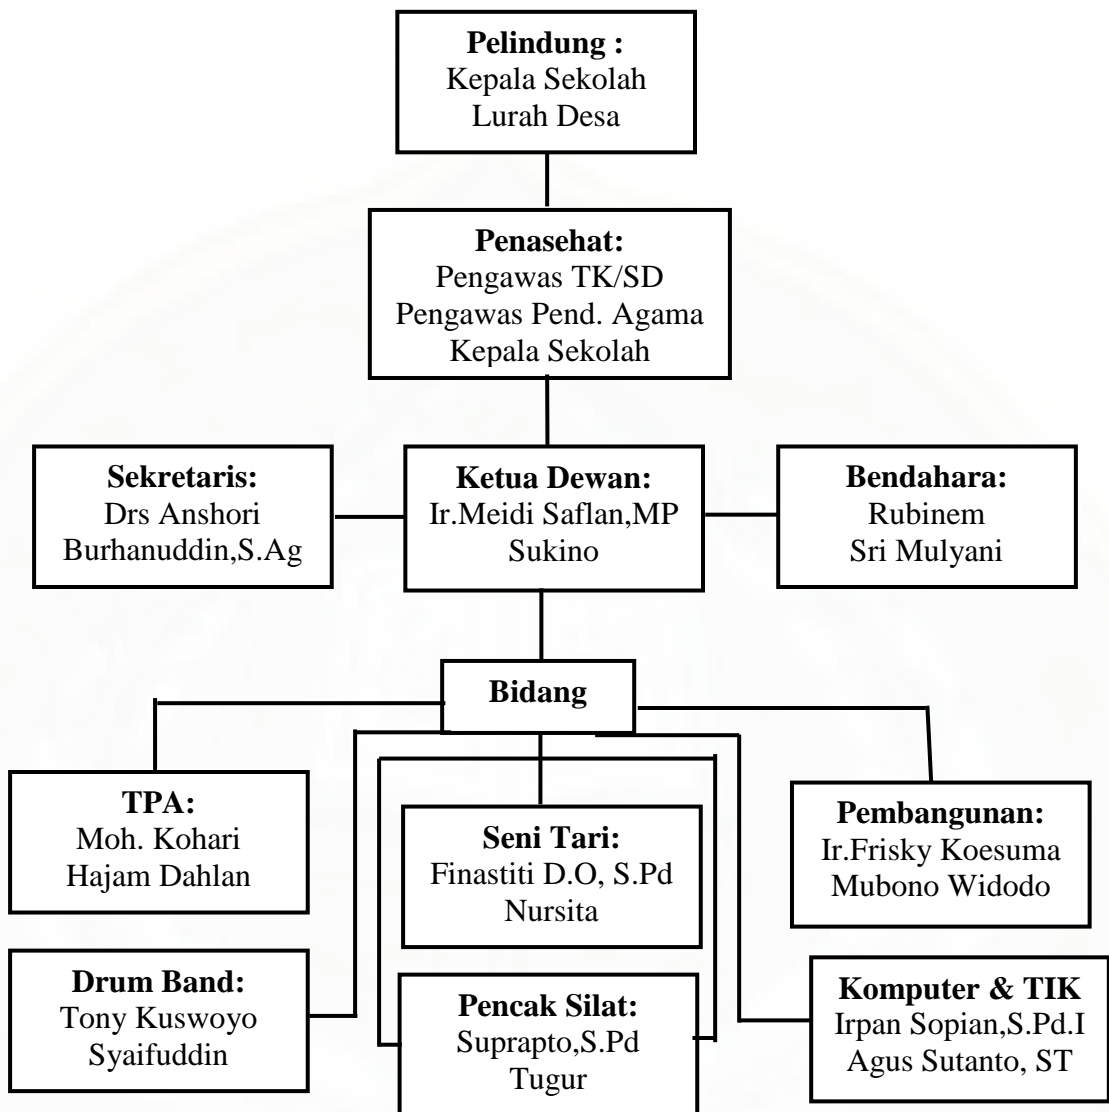 Pelindung :
Kepala Sekolah
Lurah Desa
Penasehat:
Pengawas TK/SD
Pengawas Pend. Agama
Kepala Sekolah
Sekretaris:
Drs Anshori
Burhanuddin,S.Ag
Ketua Dewan:
Ir.Meidi Saflan,MP
Sukino
Bendahara:
Rubinem
Sri Mulyani
Bidang
TPA:
Moh. Kohari
Hajam Dahlan
Seni Tari:
Finastiti D.O, S.Pd
Nursita
Pembangunan:
Ir.Frisky Koesuma
Mubono Widodo
Drum Band:
Tony Kuswoyo
Syaifuddin
Pencak Silat:
Suprapto,S.Pd
Tugur
Komputer & TIK
Irpan Sopian,S.Pd.I
Agus Sutanto, ST